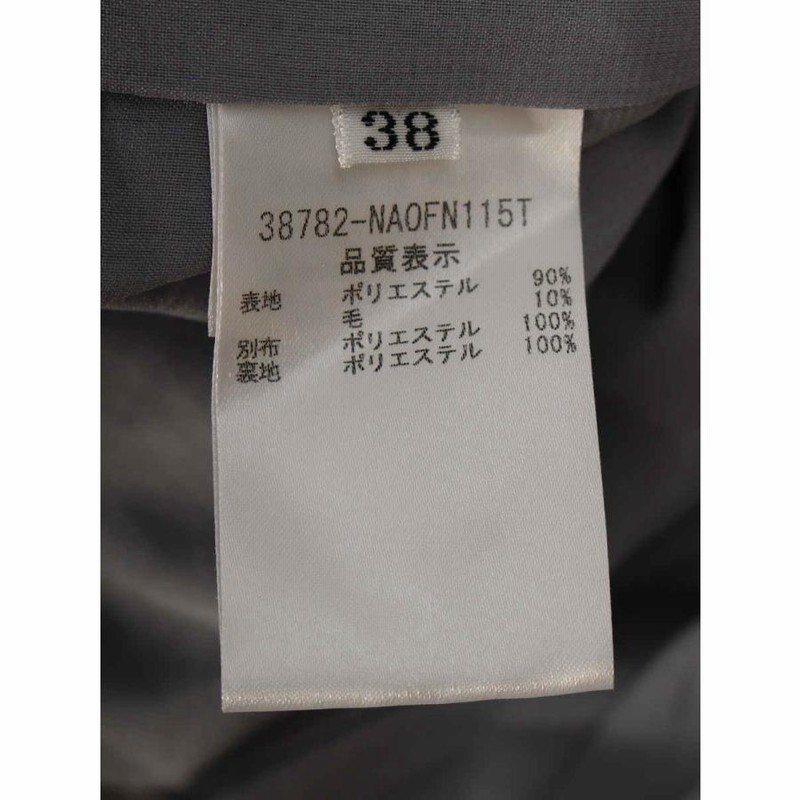 38
38782-NAOFN115T
品質表示
表地 ポリエステル 90%
毛 10%
別布 ポリエステル 100%
裏地 ポリエステル 100%